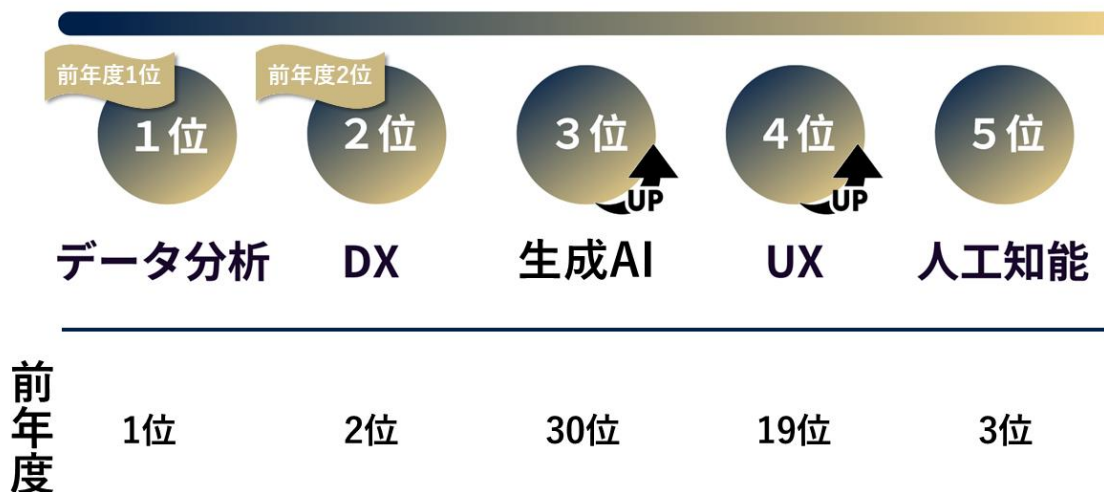 前年度1位
前年度2位
1位
2位
3位
4位
5位
UP
UP
データ分析
DX
生成AI
UX
人工知能
前年度
1位
2位
30位
19位
3位